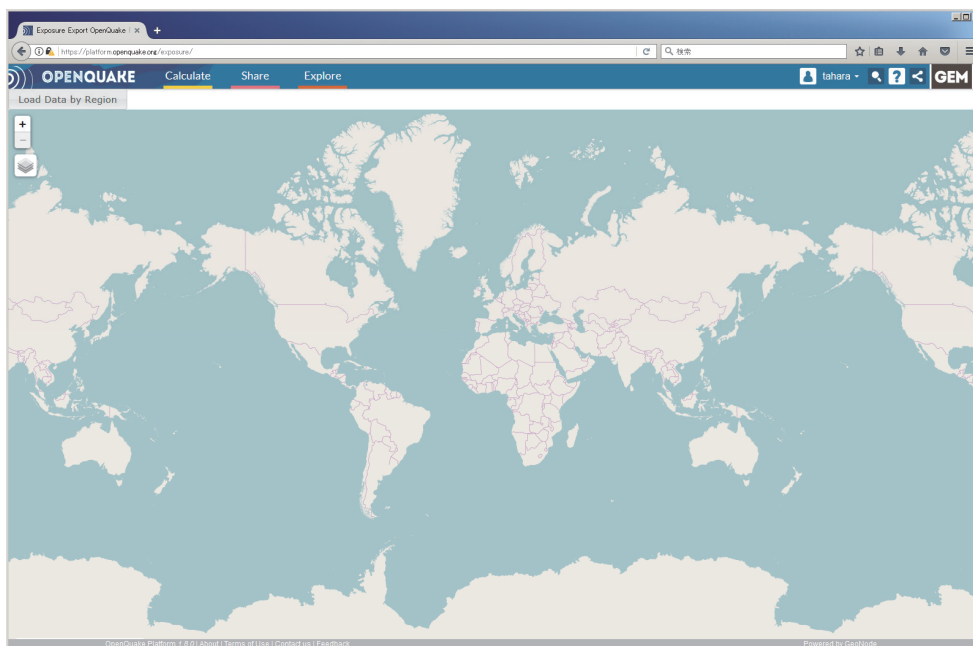 Exposure Export OpenQuake
https://platform.openquake.org/exposure/
検索
OPENQUAKE Calculate Share Explore tahara ? GEM
Load Data by Region
+
−
OpenQuake Platform 1.6.0 | About | Terms of Use | Contact us | Feedback Powered by GeoNode